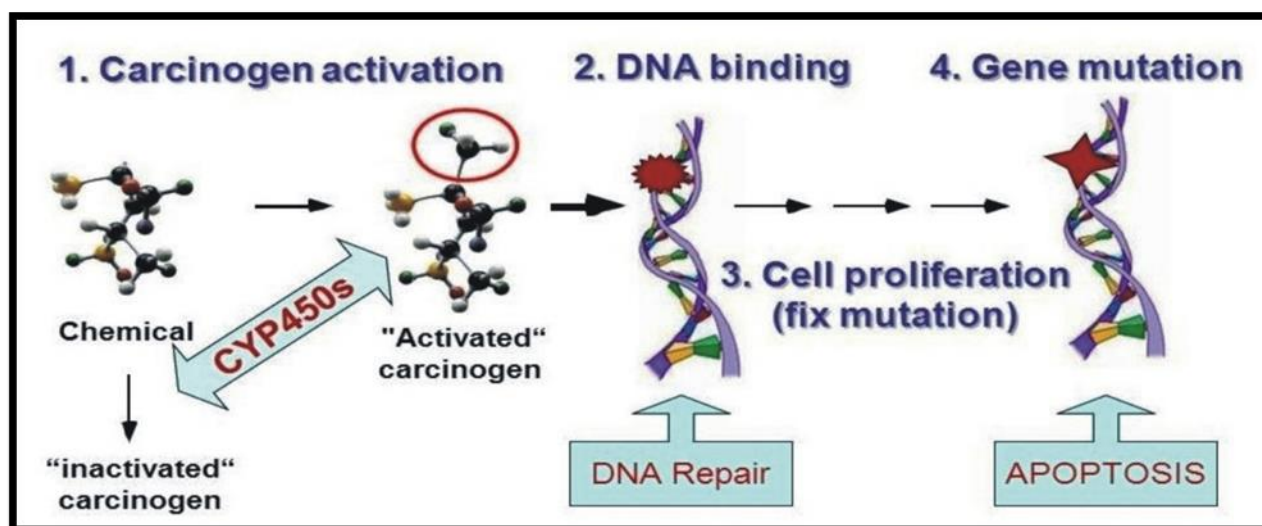 1. Carcinogen activation
2. DNA binding
4. Gene mutation
3. Cell proliferation
(fix mutation)
CYP450s
Chemical
"Activated“
carcinogen
“inactivated“
carcinogen
DNA Repair
APOPTOSIS